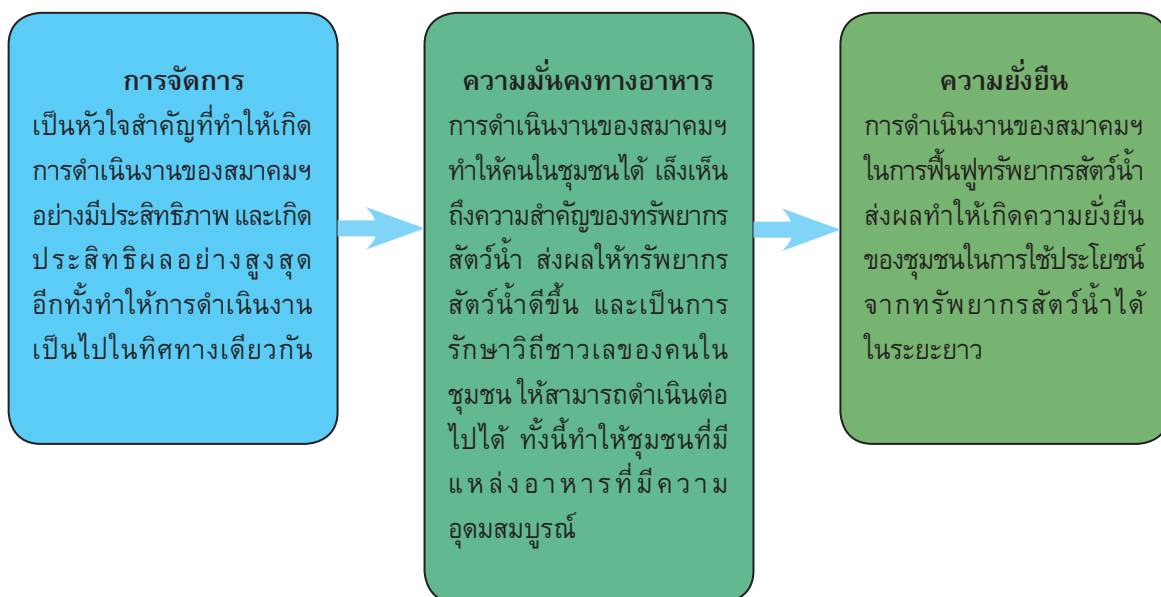 การจัดการ
เป็นหัวใจสำคัญที่ทำให้เกิด
การดำเนินงานของสมาคมฯ
อย่างมีประสิทธิภาพ และเกิด
ประสิทธิผลอย่างสูงสุด
อีกทั้งทำให้การดำเนินงาน
เป็นไปในทิศทางเดียวกัน
ความมั่นคงทางอาหาร
การดำเนินงานของสมาคมฯ
ทำให้คนในชุมชนได้ เล็งเห็น
ถึงความสำคัญของทรัพยากร
สัตว์น้ำ ส่งผลให้ทรัพยากร
สัตว์น้ำดีขึ้น และเป็นการ
รักษาวิถีชาวเลของคนใน
ชุมชน ให้สามารถดำเนินต่อ
ไปได้ ทั้งนี้ทำให้ชุมชนที่มี
แหล่งอาหารที่มีความ
อุดมสมบูรณ์
ความยั่งยืน
การดำเนินงานของสมาคมฯ
ในการฟื้นฟูทรัพยากรสัตว์น้ำ
ส่งผลทำให้เกิดความยั่งยืน
ของชุมชนในการใช้ประโยชน์
จากทรัพยากรสัตว์น้ำได้
ในระยะยาว